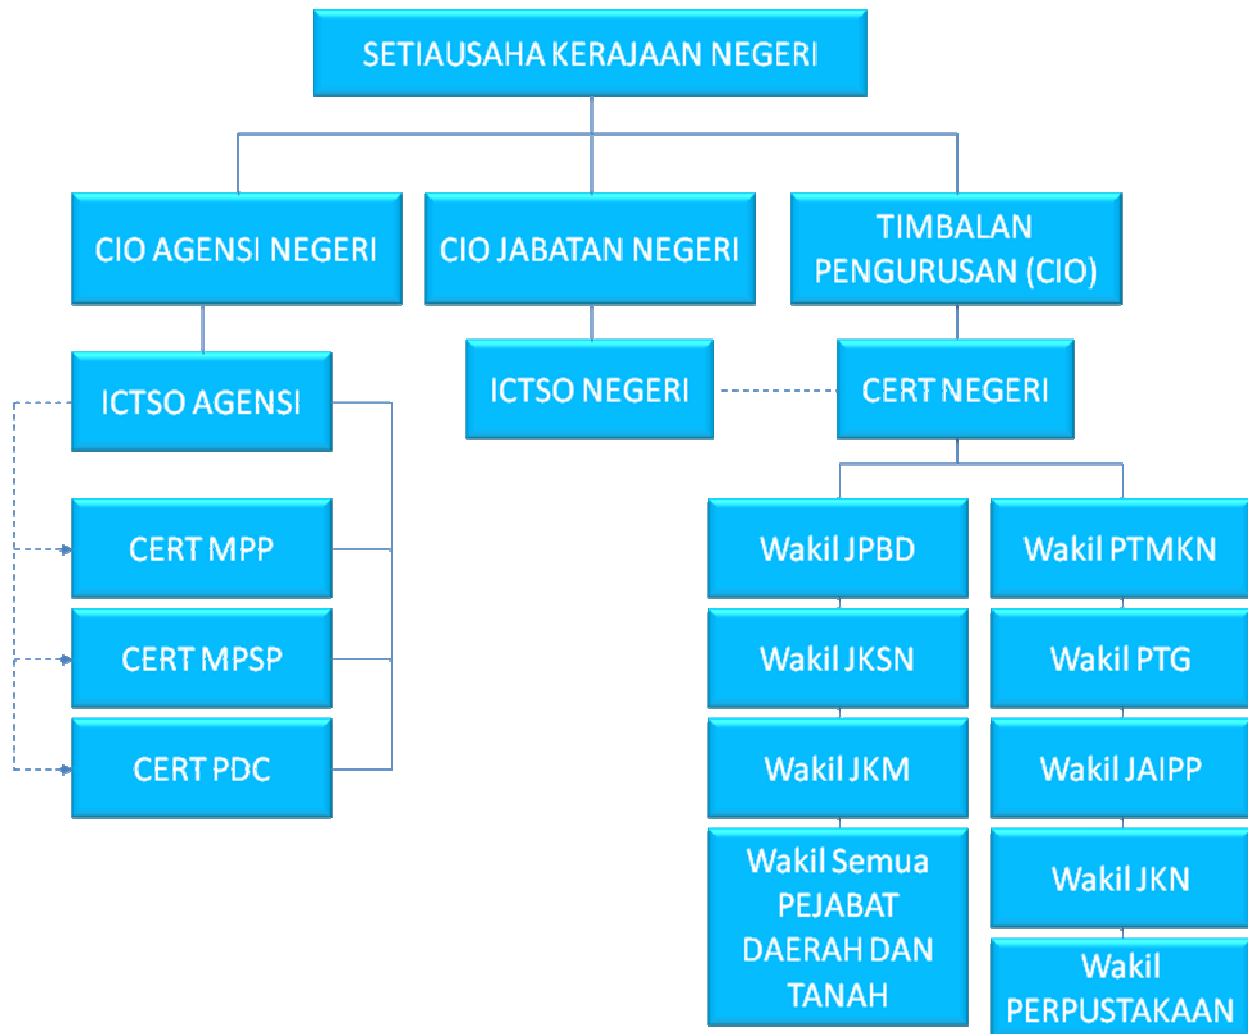 SETIAUSAHA KERAJAAN NEGERI
CIO AGENSI NEGERI
CIO JABATAN NEGERI
TIMBALAN
PENGURUSAN (CIO)
ICTSO AGENSI
ICTSO NEGERI
CERT NEGERI
CERT MPP
CERT MPSP
CERT PDC
Wakil JPBD
Wakil JKSN
Wakil JKM
Wakil Semua
PEJABAT
DAERAH DAN
TANAH
Wakil PTMKN
Wakil PTG
Wakil JAIPP
Wakil JKN
Wakil
PERPUSTAKAAN